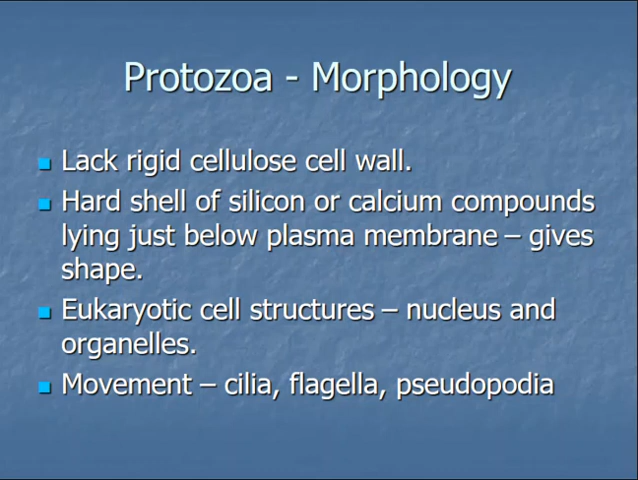 Protozoa - Morphology
Lack rigid cellulose cell wall.
Hard shell of silicon or calcium compounds
lying just below plasma membrane – gives
shape.
Eukaryotic cell structures – nucleus and
organelles.
Movement – cilia, flagella, pseudopodia